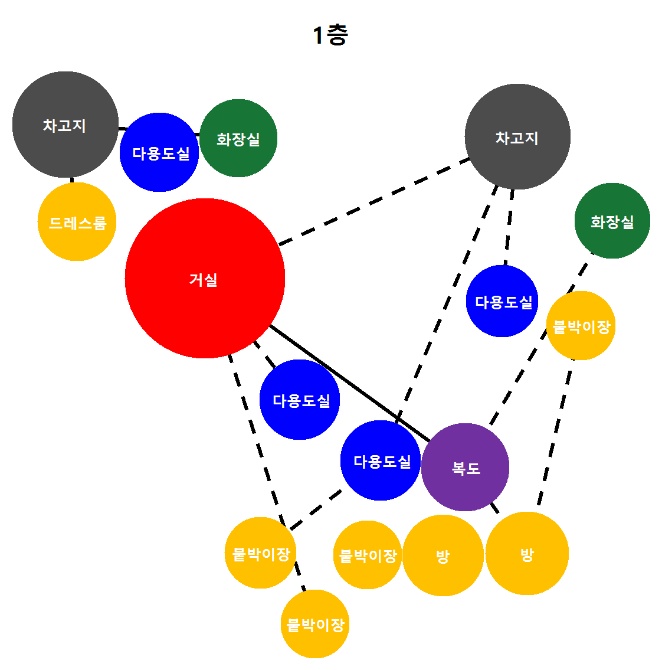 1층
차고지
다용도실
화장실
차고지
드레스룸
화장실
거실
다용도실
붙박이장
다용도실
다용도실
복도
붙박이장
붙박이장
방
방
붙박이장